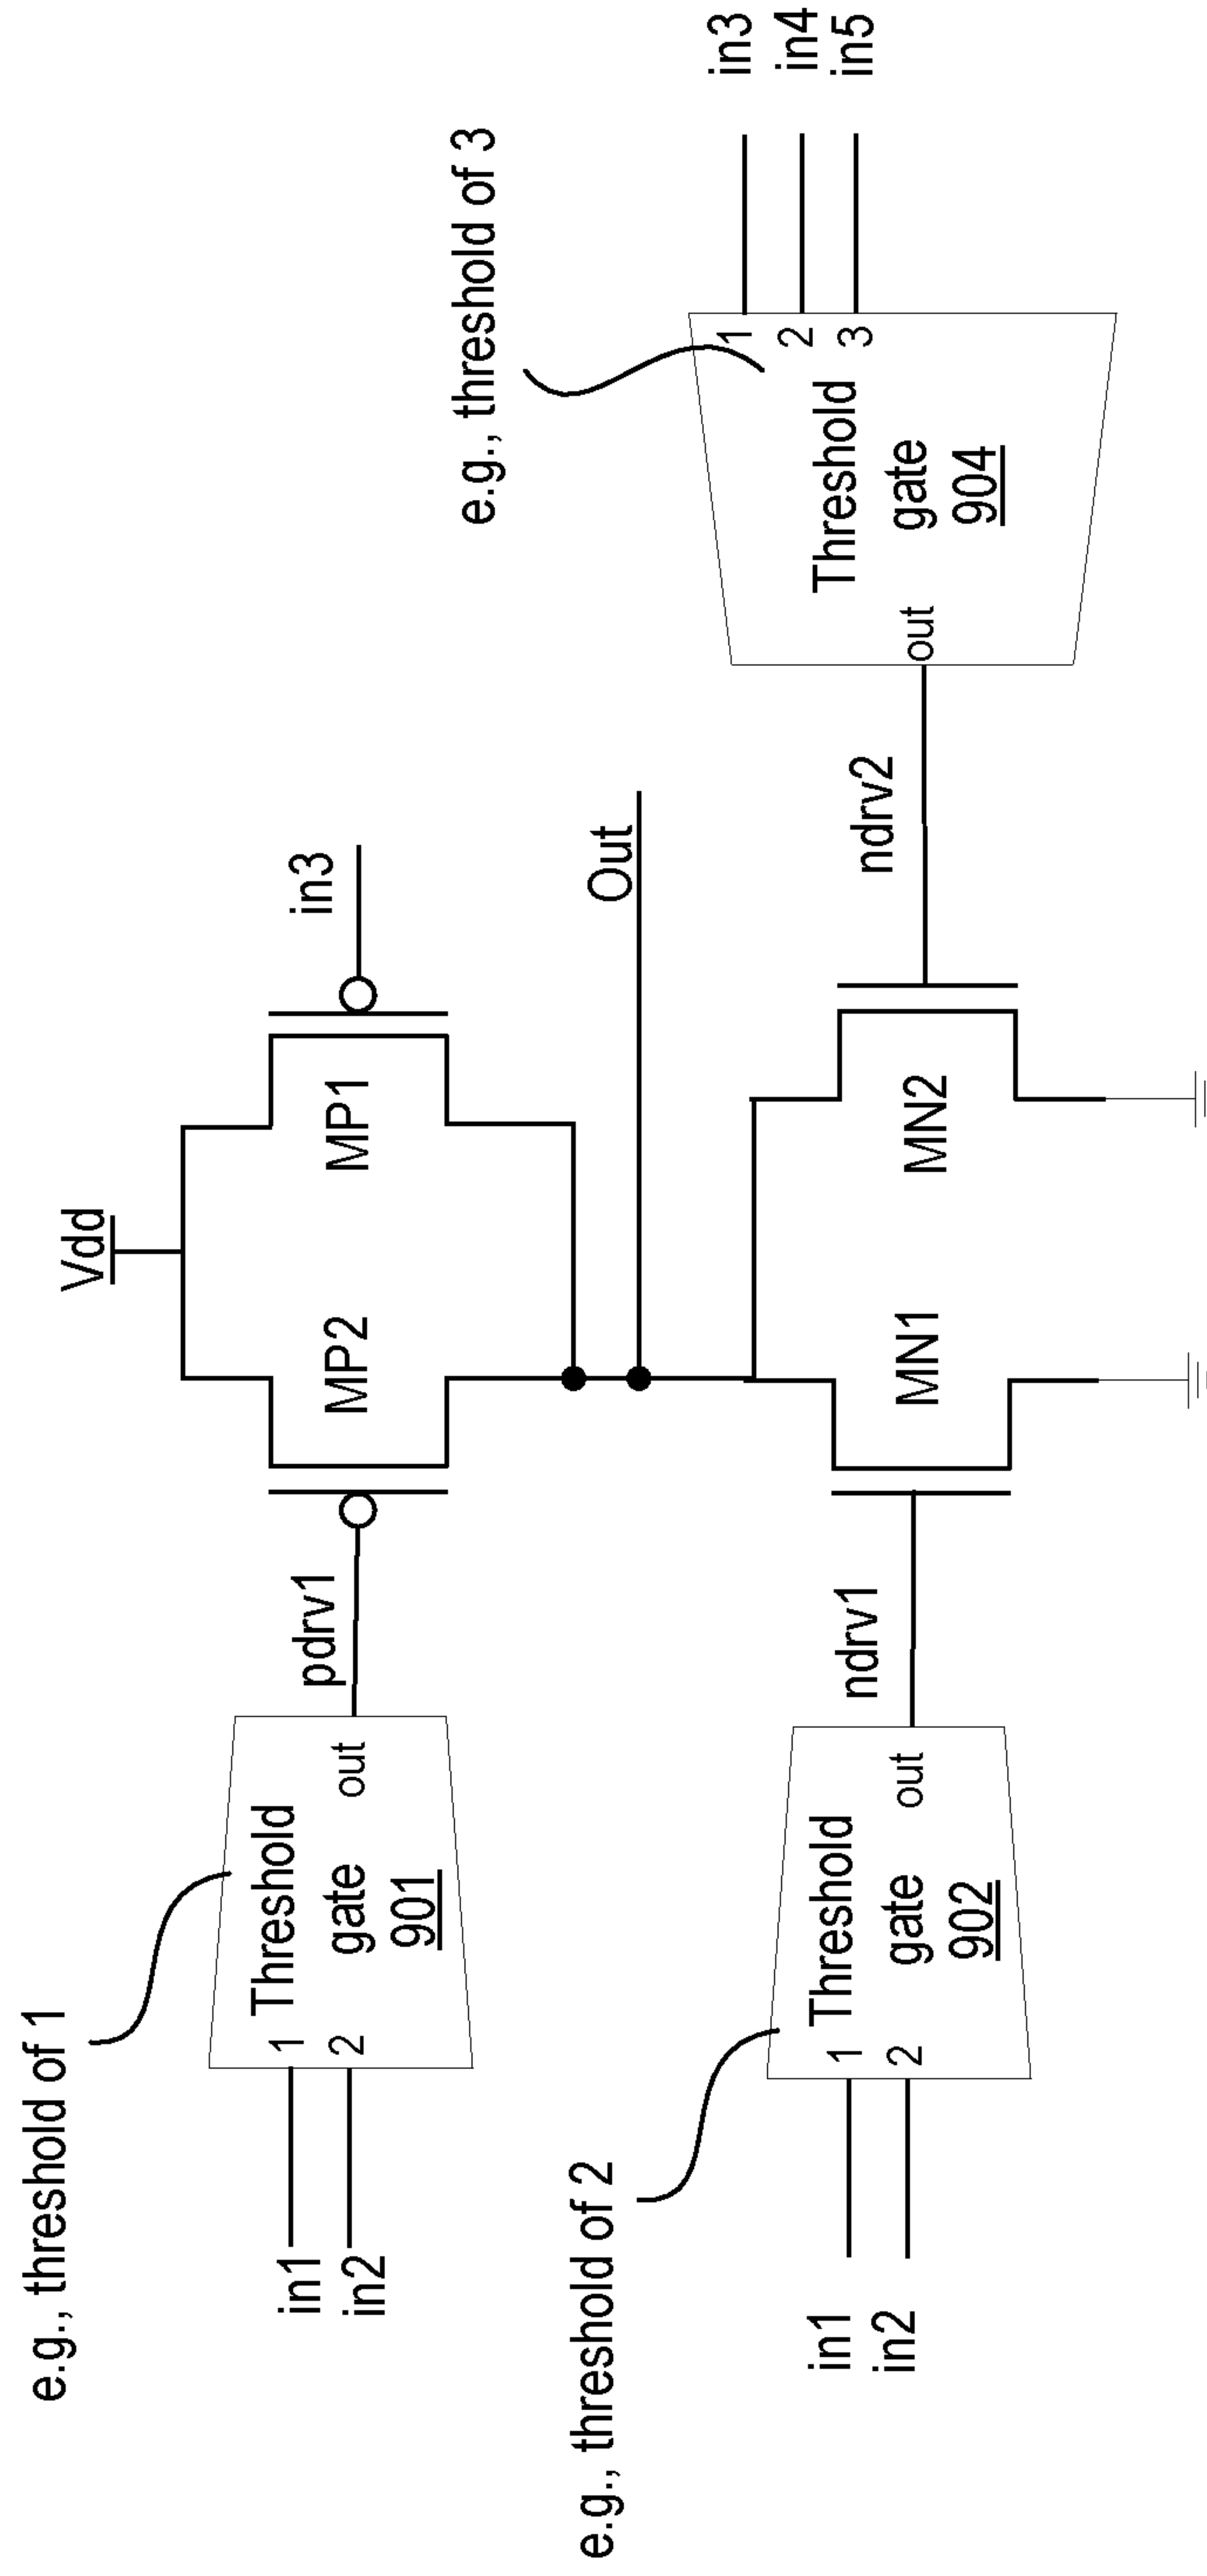 Vdd
e.g., threshold of 1
in1
in2
1
2
Threshold
gate
901
out
pdrv1
MP2
MP1
in3
Out
e.g., threshold of 2
in1
in2
1
2
Threshold
gate
902
out
ndrv1
MN1
MN2
ndrv2
out
Threshold
gate
904
1
2
3
e.g., threshold of 3
in3
in4
in5